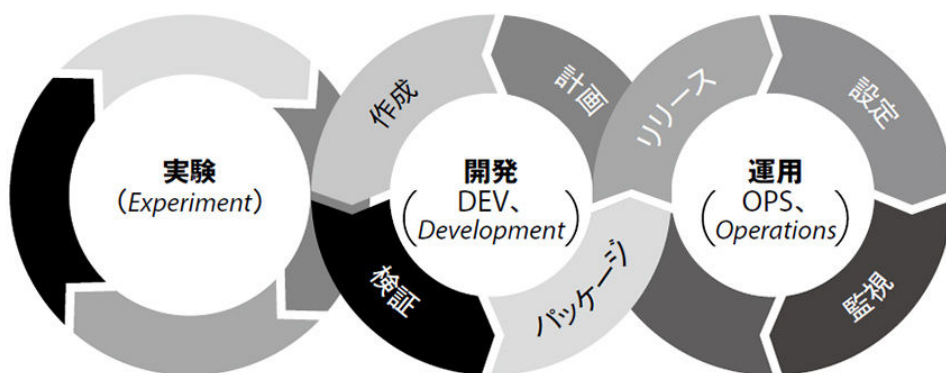 実験
(Experiment)
作成
計画
開発
DEV、
(Development)
検証
パッケージ
リリース
設定
運用
OPS、
(Operations)
監視